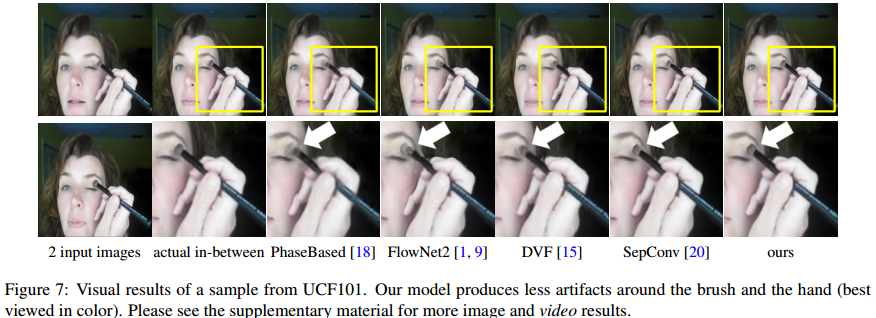 2 input images actual in-between PhaseBased [18] FlowNet2 [1, 9] DVF [15] SepConv [20] ours
Figure 7: Visual results of a sample from UCF101. Our model produces less artifacts around the brush and the hand (best
viewed in color). Please see the supplementary material for more image and video results.